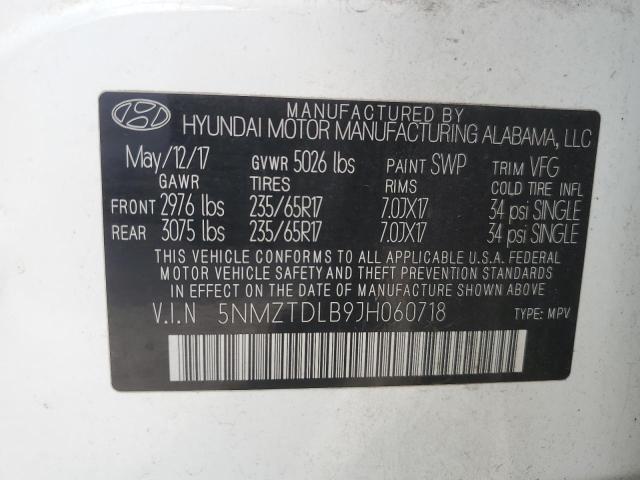 MANUFACTURED BY
HYUNDAI MOTOR MANUFACTURING ALABAMA, LLC
May/12/17 GVWR 5026 lbs PAINT SWP TRIM VFG
GAWR TIRES RIMS COLD TIRE INFL
FRONT 2976 lbs 235/65R17 7.0JX17 34 psi SINGLE
REAR 3075 lbs 235/65R17 7.0JX17 34 psi SINGLE
THIS VEHICLE CONFORMS TO ALL APPLICABLE U.S.A. FEDERAL
MOTOR VEHICLE SAFETY AND THEFT PREVENTION STANDARDS
IN EFFECT ON THE DATE OF MANUFACTURE SHOWN ABOVE.
V.I.N 5NMZTDLB9JH060718 TYPE: MPV